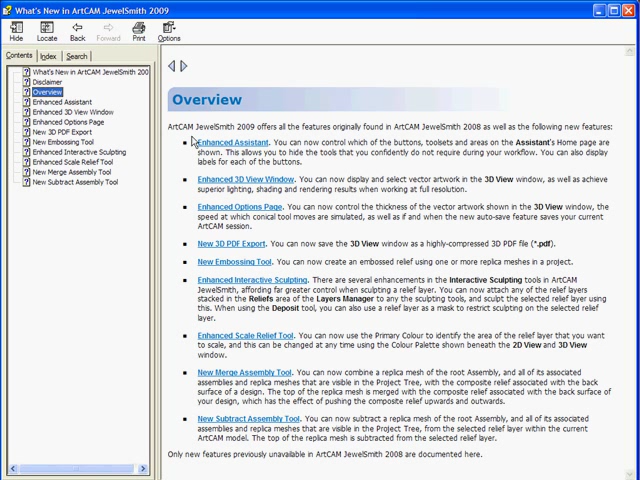 What's New in ArtCAM JewelSmith 2009
Hide Locate Back Forward Print Options
Contents Index Search
What's New in ArtCAM JewelSmith 200
Disclaimer
Overview
Enhanced Assistant
Enhanced 3D View Window
Enhanced Options Page
New 3D PDF Export
New Embossing Tool
Enhanced Interactive Sculpting
Enhanced Scale Relief Tool
New Merge Assembly Tool
New Subtract Assembly Tool
Overview
ArtCAM JewelSmith 2009 offers all the features originally found in ArtCAM JewelSmith 2008 as well as the following new features:
Enhanced Assistant. You can now control which of the buttons, toolsets and areas on the Assistant's Home page are
shown. This allows you to hide the tools that you confidently do not require during your workflow. You can also display
labels for each of the buttons.
Enhanced 3D View Window. You can now display and select vector artwork in the 3D View window, as well as achieve
superior lighting, shading and rendering results when working at full resolution.
Enhanced Options Page. You can now control the thickness of the vector artwork shown in the 3D View window, the
speed at which conical tool moves are simulated, as well as if and when the new auto-save feature saves your current
ArtCAM session.
New 3D PDF Export. You can now save the 3D View window as a highly-compressed 3D PDF file (*.pdf).
New Embossing Tool. You can now create an embossed relief using one or more replica meshes in a project.
Enhanced Interactive Sculpting. There are several enhancements in the Interactive Sculpting tools in ArtCAM
JewelSmith, affording far greater control when sculpting a relief layer. You can now attach any of the relief layers
stacked in the Reliefs area of the Layers Manager to any the sculpting tools, and sculpt the selected relief layer using
this. When using the Deposit tool, you can also use a relief layer as a mask to restrict sculpting on the selected relief
layer.
Enhanced Scale Relief Tool. You can now use the Primary Colour to identify the area of the relief layer that you want
to scale, and this can be changed at any time using the Colour Palette shown beneath the 2D View and 3D View
window.
New Merge Assembly Tool. You can now combine a replica mesh of the root Assembly, and all of its associated
assemblies and replica meshes that are visible in the Project Tree, with the composite relief associated with the back
surface of a design. The top of the replica mesh is merged with the composite relief associated with the back surface of
your design, which has the effect of pushing the composite relief upwards and outwards.
New Subtract Assembly Tool. You can now subtract a replica mesh of the root Assembly, and all of its associated
assemblies and replica meshes that are visible in the Project Tree, from the selected relief layer within the current
ArtCAM model. The top of the replica mesh is subtracted from the selected relief layer.
Only new features previously unavailable in ArtCAM JewelSmith 2008 are documented here.